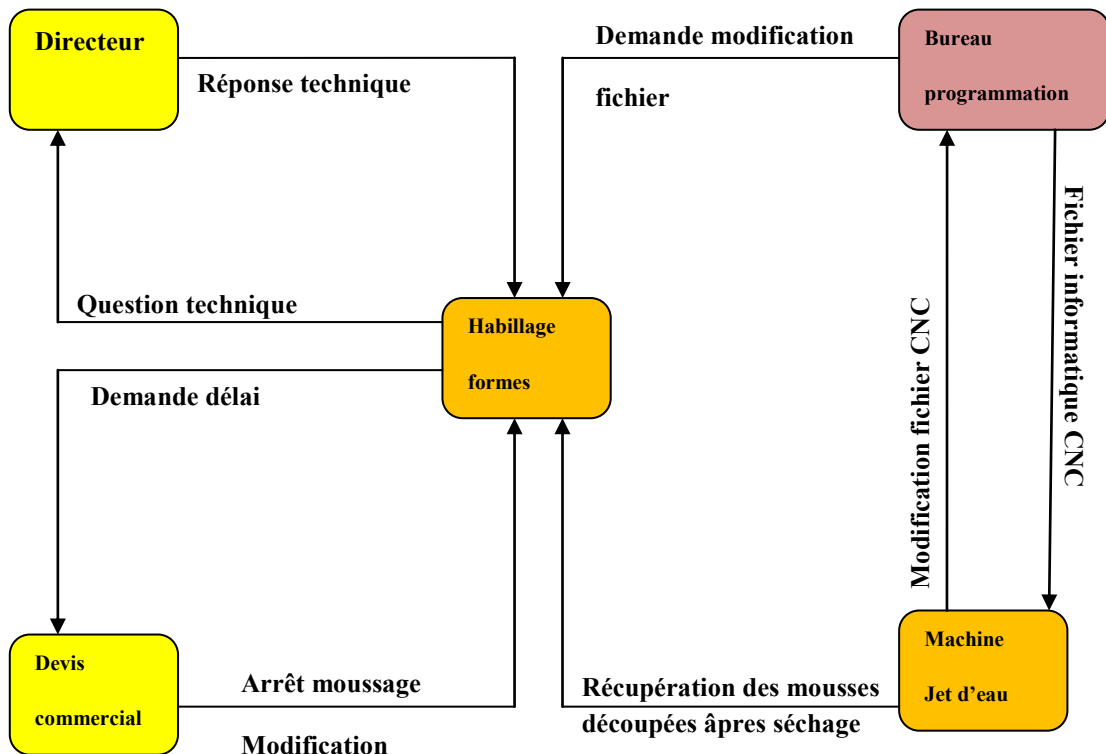 Directeur
Réponse technique
Demande modification
fichier
Bureau
programmation
Question technique
Habillage
formes
Demande délai
Modification fichier CNC
Fichier informatique CNC
Devis
commercial
Arrêt moussage
Modification
Récupération des mousses
découpées âpres séchage
Machine
Jet d’eau